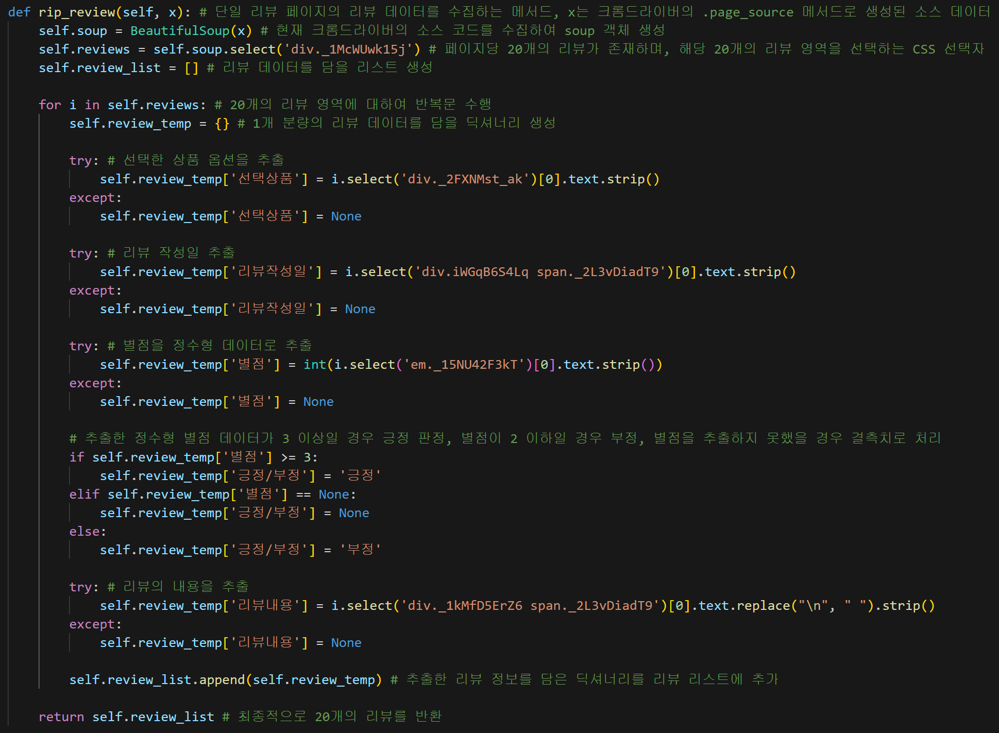 def rip_review(self, x): # 단일 리뷰 페이지의 리뷰 데이터를 수집하는 메서드, x는 크롬드라이버의 .page_source 메서드로 생성된 소스 데이터
    self.soup = BeautifulSoup(x) # 현재 크롬드라이버의 소스 코드를 수집하여 soup 객체 생성
    self.reviews = self.soup.select('div._1McWUwk15j') # 페이지당 20개의 리뷰가 존재하며, 해당 20개의 리뷰 영역을 선택하는 CSS 선택자
    self.review_list = [] # 리뷰 데이터를 담을 리스트 생성

    for i in self.reviews: # 20개의 리뷰 영역에 대하여 반복문 수행
        self.review_temp = {} # 1개 분량의 리뷰 데이터를 담을 딕셔너리 생성

        try: # 선택한 상품 옵션을 추출
            self.review_temp['선택상품'] = i.select('div._2FXNMst_ak')[0].text.strip()
        except:
            self.review_temp['선택상품'] = None

        try: # 리뷰 작성일 추출
            self.review_temp['리뷰작성일'] = i.select('div.iWGqB6S4Lq span._2L3vDiadT9')[0].text.strip()
        except:
            self.review_temp['리뷰작성일'] = None

        try: # 별점을 정수형 데이터로 추출
            self.review_temp['별점'] = int(i.select('em._15NU42F3kT')[0].text.strip())
        except:
            self.review_temp['별점'] = None

        # 추출한 정수형 별점 데이터가 3 이상일 경우 긍정 판정, 별점이 2 이하일 경우 부정, 별점을 추출하지 못했을 경우 결측치로 처리
        if self.review_temp['별점'] >= 3:
            self.review_temp['긍정/부정'] = '긍정'
        elif self.review_temp['별점'] == None:
            self.review_temp['긍정/부정'] = None
        else:
            self.review_temp['긍정/부정'] = '부정'

        try: # 리뷰의 내용을 추출
            self.review_temp['리뷰내용'] = i.select('div._1kMfD5ErZ6 span._2L3vDiadT9')[0].text.replace("\n", " ").strip()
        except:
            self.review_temp['리뷰내용'] = None

        self.review_list.append(self.review_temp) # 추출한 리뷰 정보를 담은 딕셔너리를 리뷰 리스트에 추가

    return self.review_list # 최종적으로 20개의 리뷰를 반환